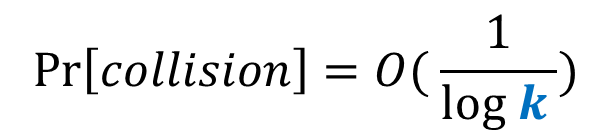 Pr[collision] = O( 1 / log k )